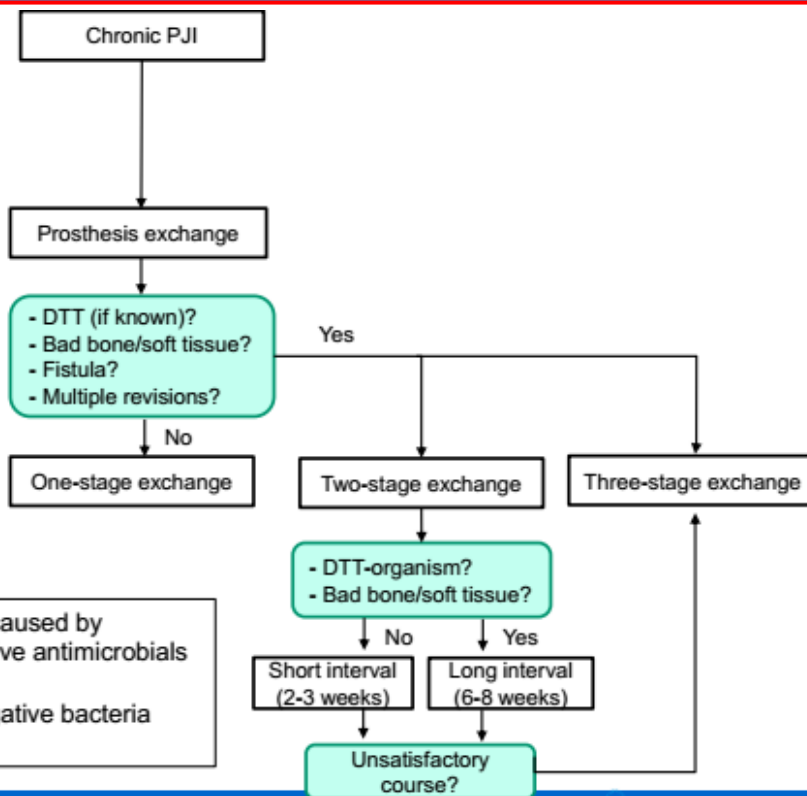 Chronic PJI
Prosthesis exchange
- DTT (if known)?
- Bad bone/soft tissue?
- Fistula?
- Multiple revisions?
Yes
No
One-stage exchange
Two-stage exchange
Three-stage exchange
- DTT-organism?
- Bad bone/soft tissue?
No
Yes
Short interval
(2-3 weeks)
Long interval
(6-8 weeks)
Unsatisfactory
course?
caused by
ve antimicrobials
ative bacteria